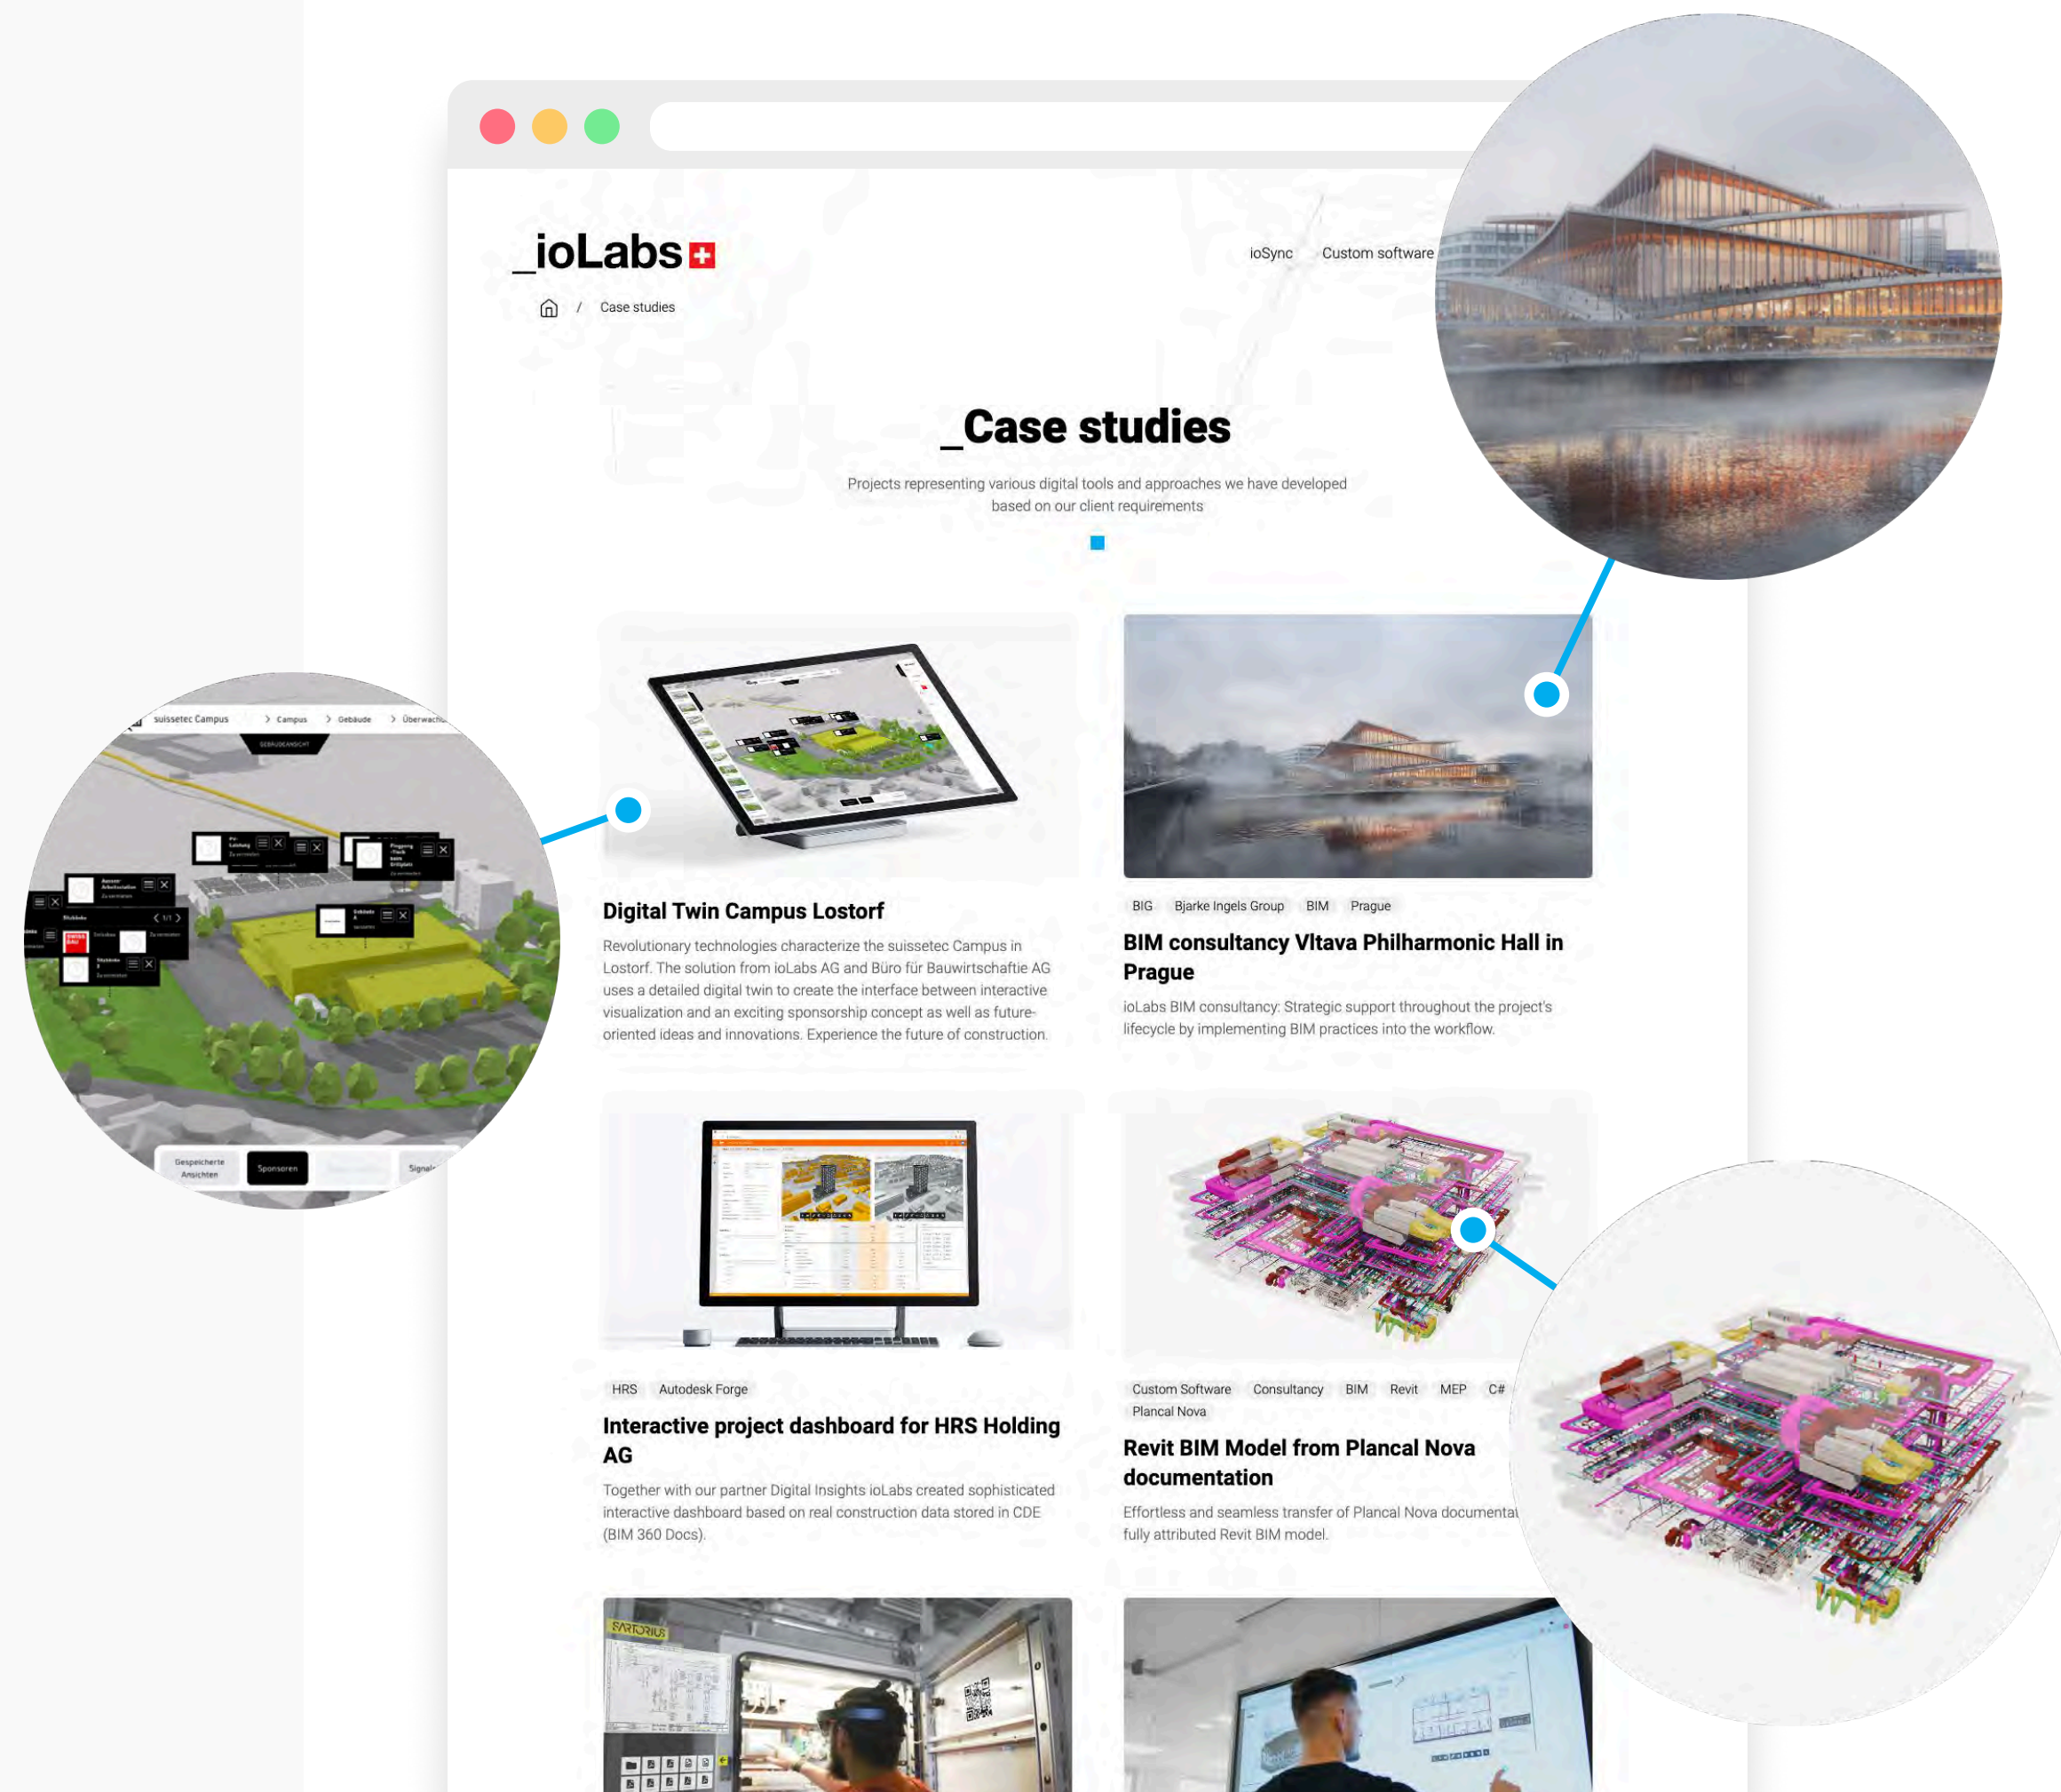 _ioLabs
ioSync Custom software
/ Case studies
_Case studies
Projects representing various digital tools and approaches we have developed
based on our client requirements
suissetec Campus > Campus > Gebäude
GEBÄUDEANSICHT
Gespeicherte
Ansichten
Sponsoren
Digital Twin Campus Lostorf
Revolutionary technologies characterize the suissetec Campus in
Lostorf. The solution from ioLabs AG and Büro für Bauwirtschaftie AG
uses a detailed digital twin to create the interface between interactive
visualization and an exciting sponsorship concept as well as future-
oriented ideas and innovations. Experience the future of construction.
BIG Bjarke Ingels Group BIM Prague
BIM consultancy Vltava Philharmonic Hall in
Prague
ioLabs BIM consultancy: Strategic support throughout the project's
lifecycle by implementing BIM practices into the workflow.
HRS Autodesk Forge
Interactive project dashboard for HRS Holding
AG
Together with our partner Digital Insights ioLabs created sophisticated
interactive dashboard based on real construction data stored in CDE
(BIM 360 Docs).
Custom Software Consultancy BIM Revit MEP C#
Plancal Nova
Revit BIM Model from Plancal Nova
documentation
Effortless and seamless transfer of Plancal Nova documentat
fully attributed Revit BIM model.
SARTORIUS